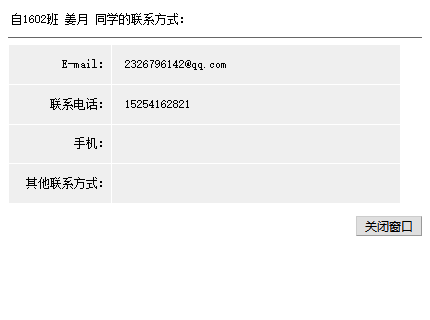 自1602班 姜月 同学的联系方式：
E-mail： 2326796142@qq.com
联系电话： 15254162821
手机：
其他联系方式：
关闭窗口